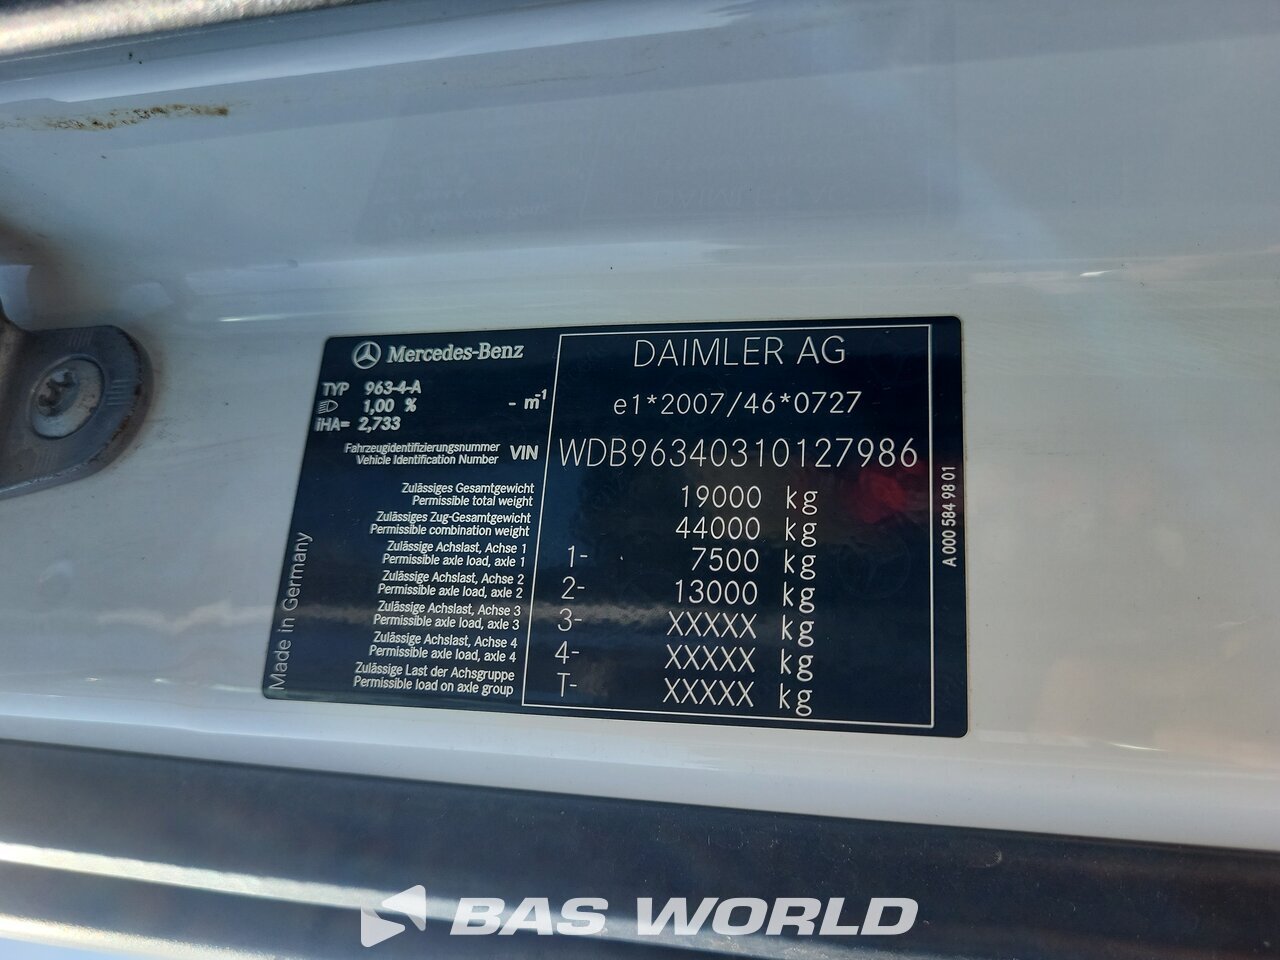 Mercedes-Benz
DAIMLER AG
TYP 963-4-A
1,00 % - m-1
iHA= 2,733
e1*2007/46*0727
Fahrzeugidentifizierungsnummer
Vehicle Identification Number
VIN WDB96340310127986
Zulässiges Gesamtgewicht
Permissible total weight
19000 kg
Zulässiges Zug-Gesamtgewicht
Permissible combination weight
44000 kg
Zulässige Achslast, Achse 1
Permissible axle load, axle 1
1- 7500 kg
Zulässige Achslast, Achse 2
Permissible axle load, axle 2
2- 13000 kg
Zulässige Achslast, Achse 3
Permissible axle load, axle 3
3- XXXXX kg
Zulässige Achslast, Achse 4
Permissible axle load, axle 4
4- XXXXX kg
Zulässige Last der Achsgruppe
Permissible load on axle group
T- XXXXX kg
Made in Germany
A 000 584 98 01
BAS WORLD